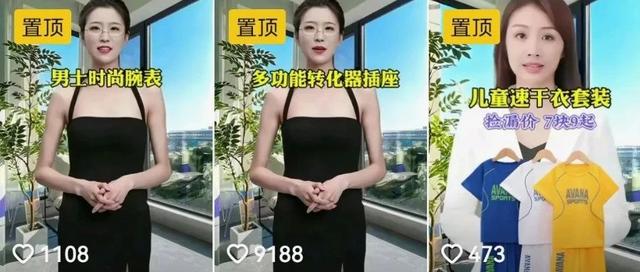 置顶
男士时尚腕表
1108
置顶
多功能转化器插座
9188
置顶
儿童速干衣套装
捡漏价 7块9起
AVANA
SPORTS
AVANA
SPORTS
AVANA
SPORTS
473